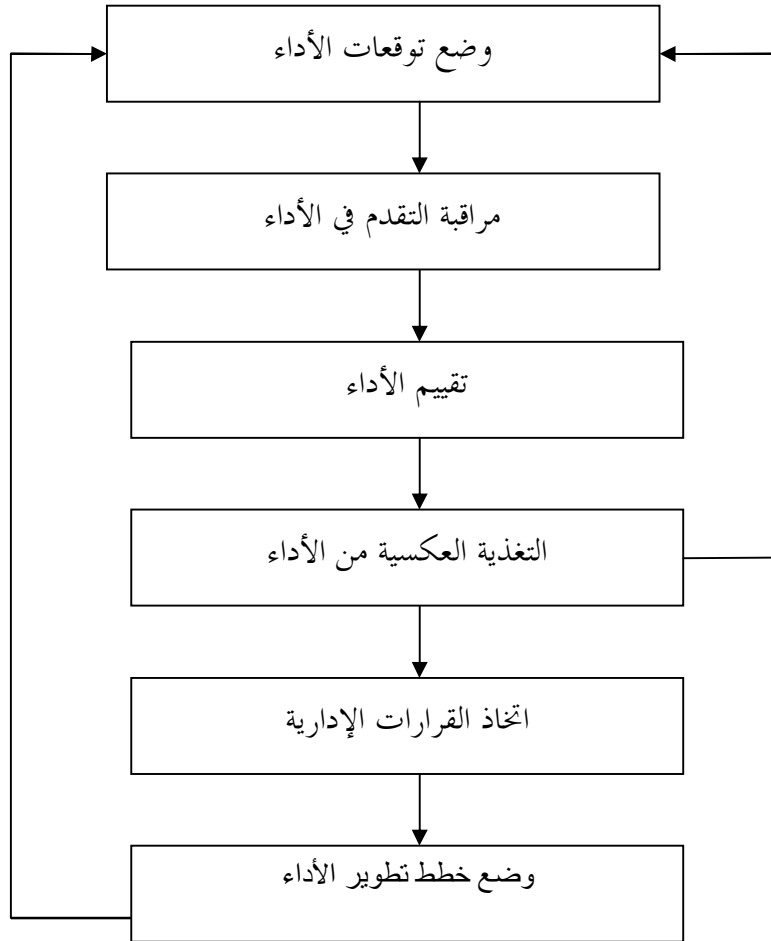 وضع توقعات الأداء
مراقبة التقدم في الأداء
تقييم الأداء
التغذية العكسية من الأداء
اتخاذ القرارات الإدارية
وضع خطط تطوير الأداء